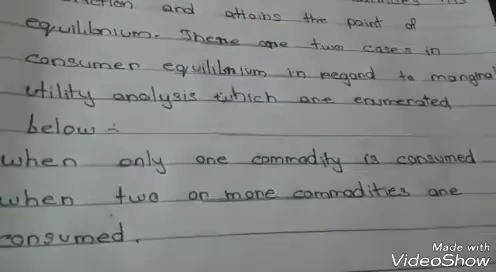 and attains the point of
equilibrium. There are two cases in
consumer equilibrium in regard to marginal
utility analysis which are enumerated
below :-
when only one commodity is consumed
when two or more commodities are
consumed.
Made with
VideoShow